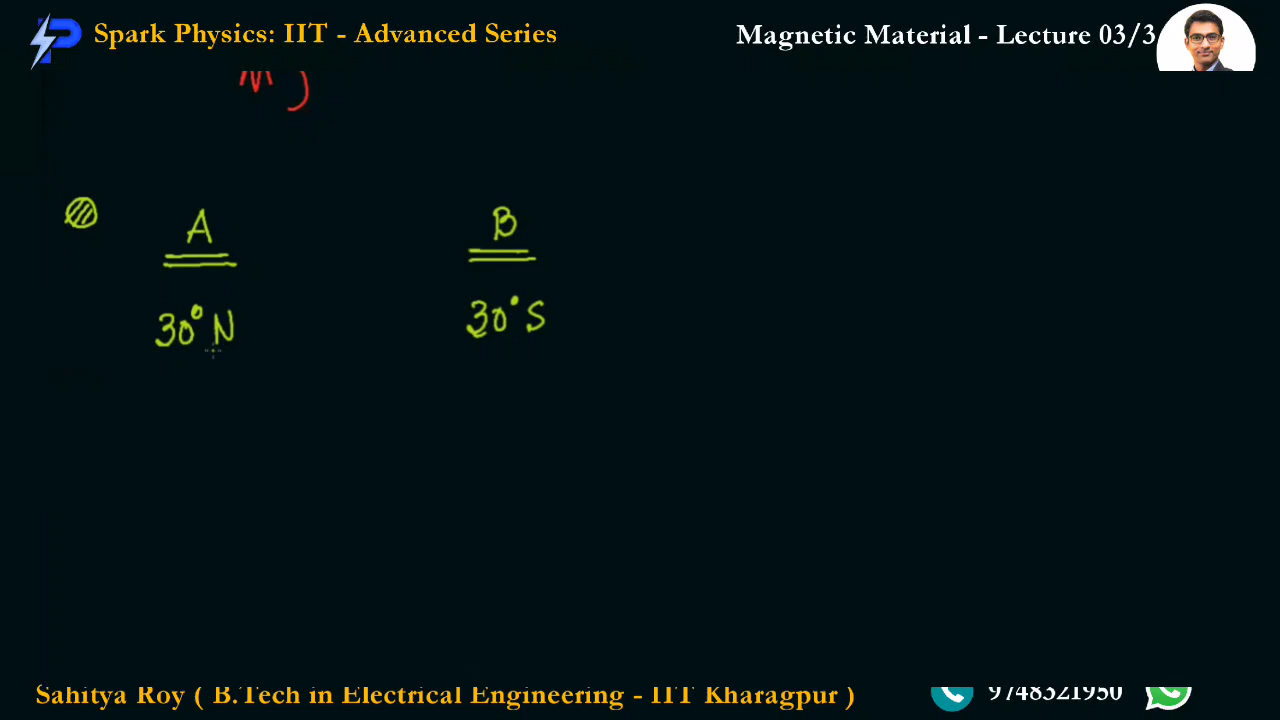 Spark Physics: IIT - Advanced Series
Magnetic Material - Lecture 03/3
A B
30° N 30° S
Sahitya Roy ( B.Tech in Electrical Engineering - IIT Kharagpur )
9748321950